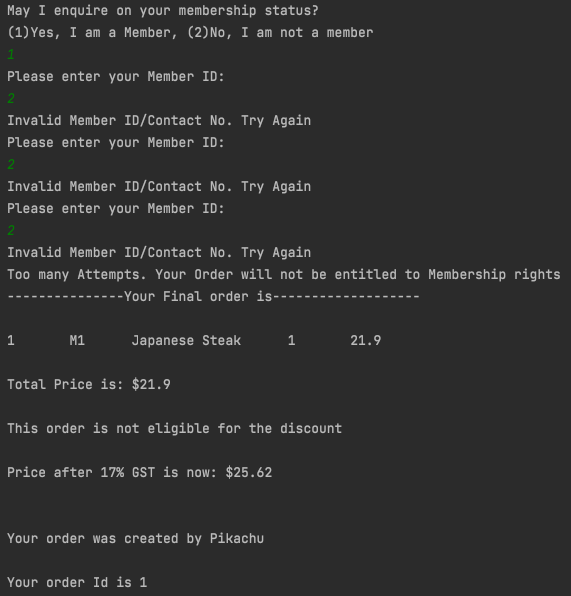 May I enquire on your membership status?
(1)Yes, I am a Member, (2)No, I am not a member
1
Please enter your Member ID:
2
Invalid Member ID/Contact No. Try Again
Please enter your Member ID:
2
Invalid Member ID/Contact No. Try Again
Please enter your Member ID:
2
Invalid Member ID/Contact No. Try Again
Too many Attempts. Your Order will not be entitled to Membership rights
---------------Your Final order is-------------------
1 M1 Japanese Steak 1 21.9
Total Price is: $21.9
This order is not eligible for the discount
Price after 17% GST is now: $25.62
Your order was created by Pikachu
Your order Id is 1